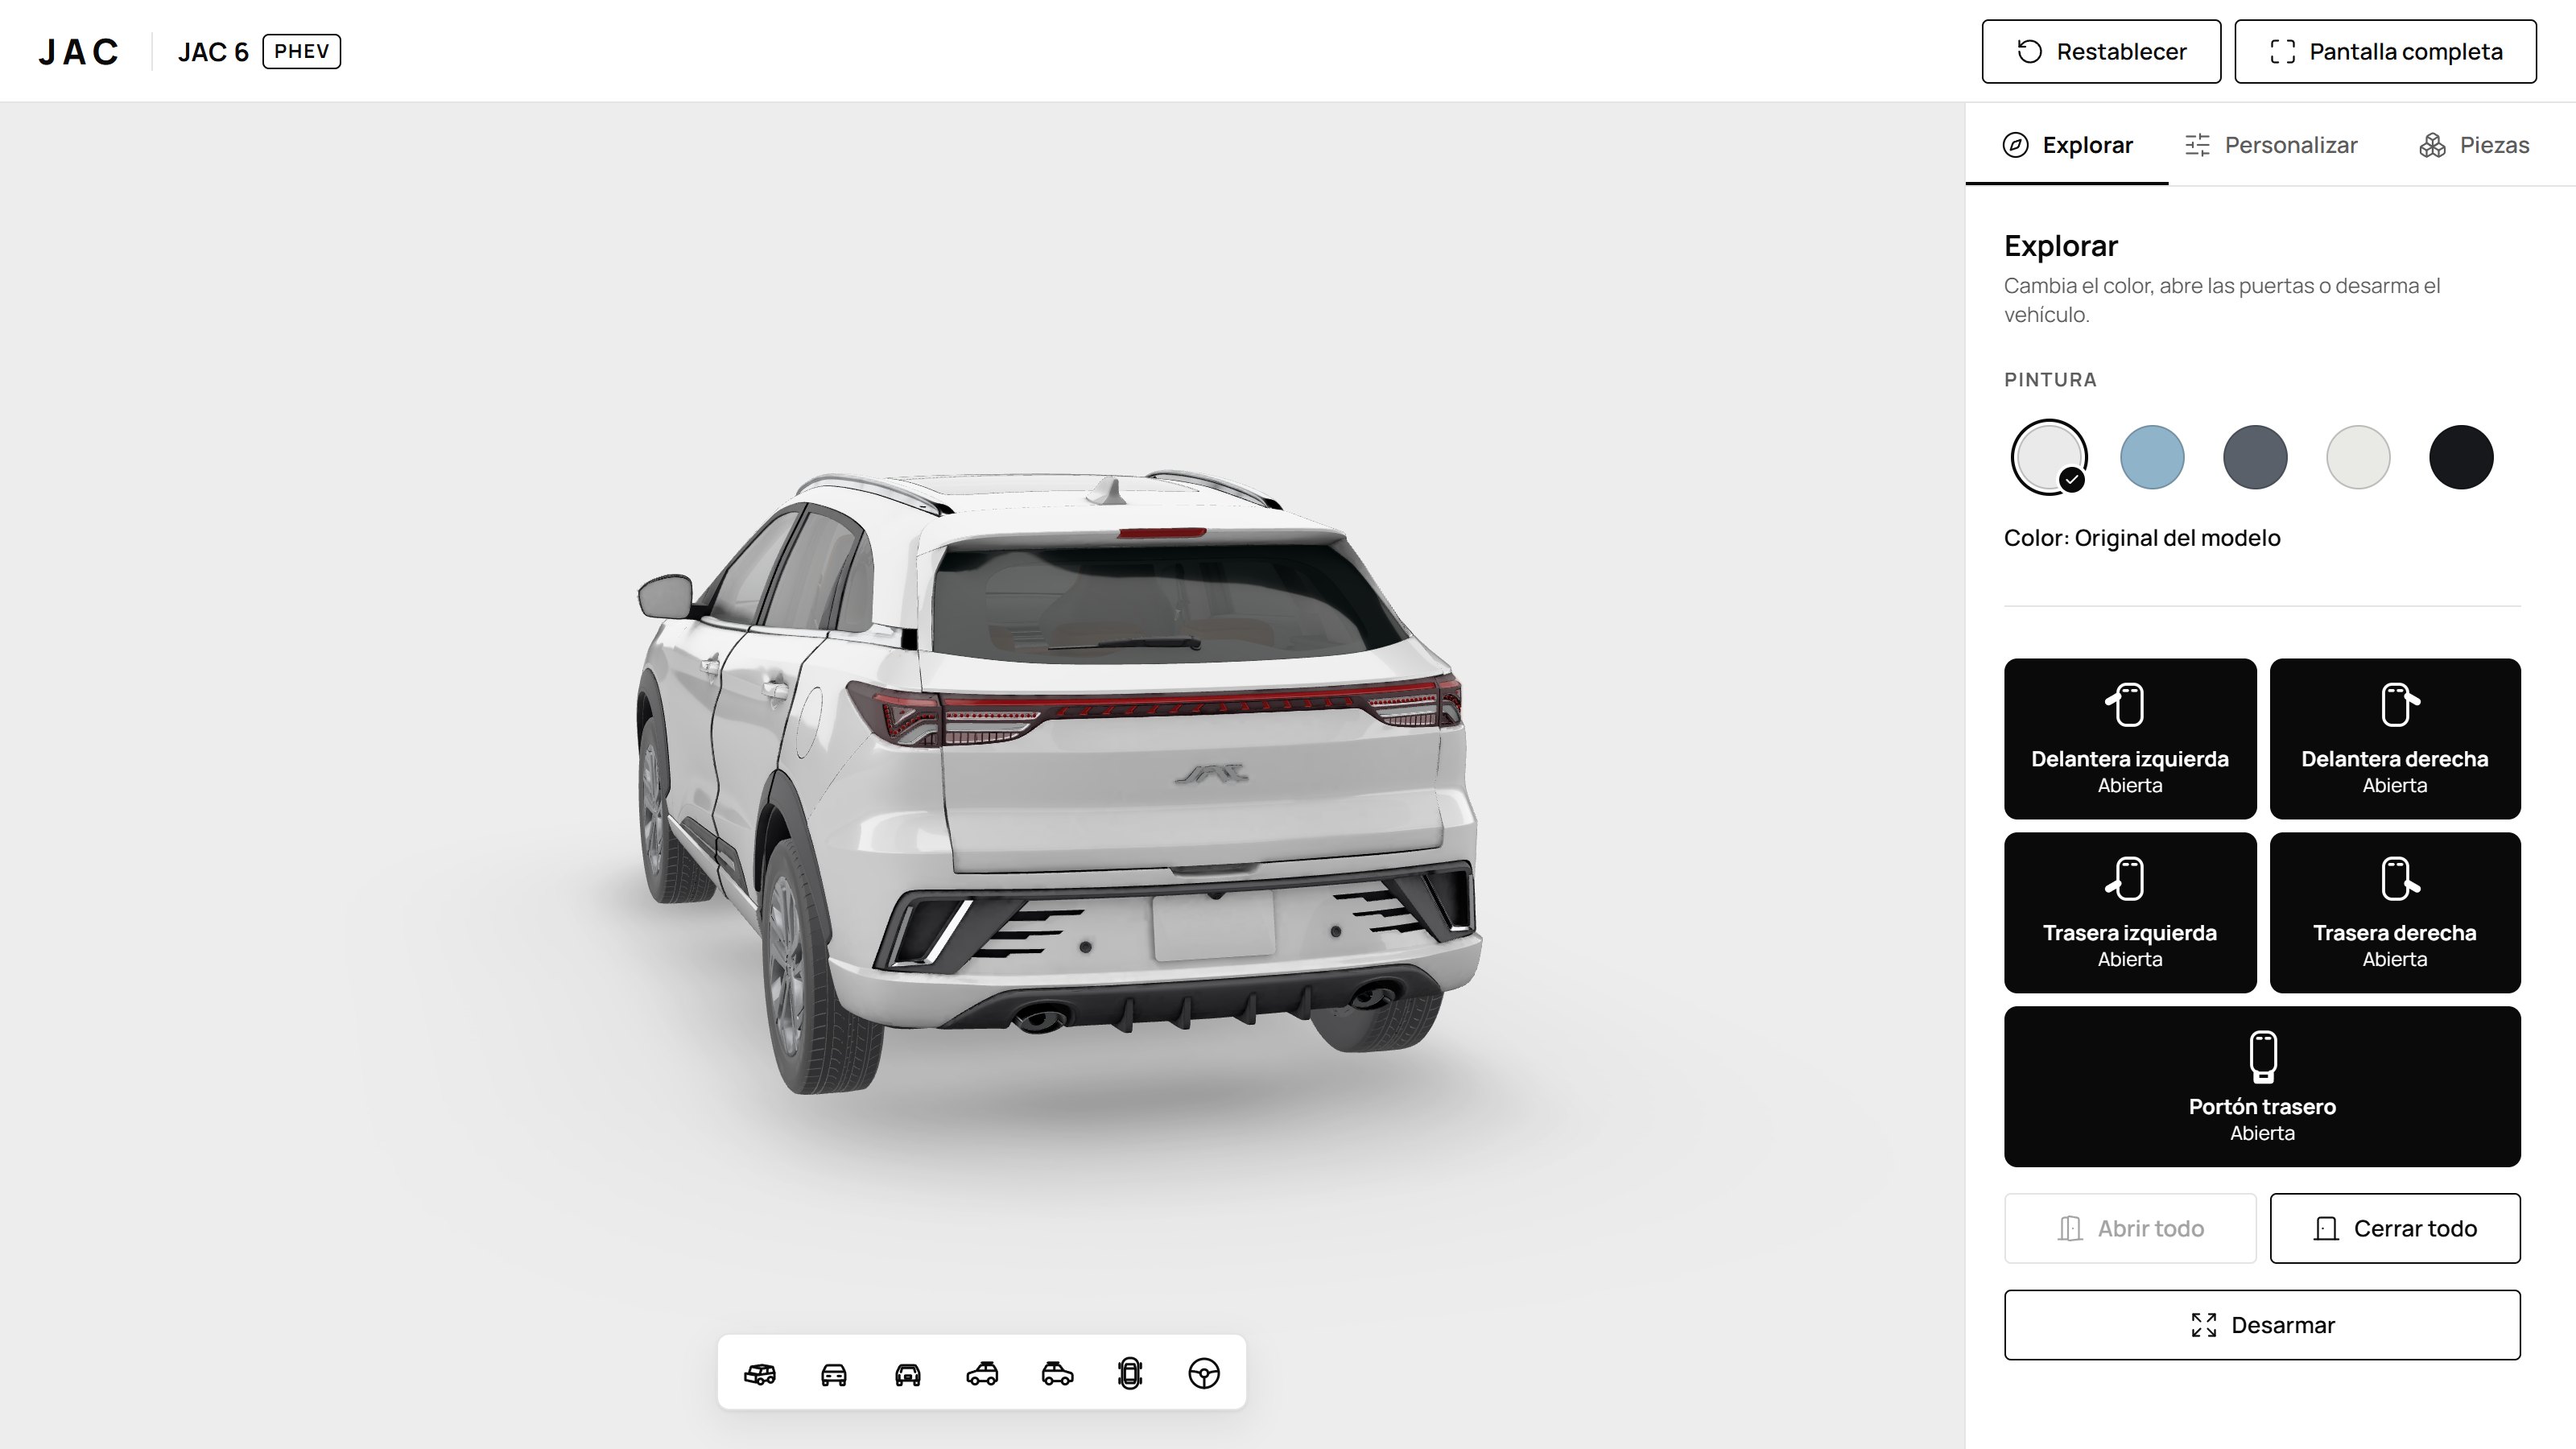 JAC
JAC 6
PHEV
Restablecer
Pantalla completa
Explorar
Personalizar
Piezas
Explorar
Cambia el color, abre las puertas o desarma el
vehículo.
PINTURA
Color: Original del modelo
Delantera izquierda
Abierta
Delantera derecha
Abierta
Trasera izquierda
Abierta
Trasera derecha
Abierta
Portón trasero
Abierta
Abrir todo
Cerrar todo
Desarmar
JAC